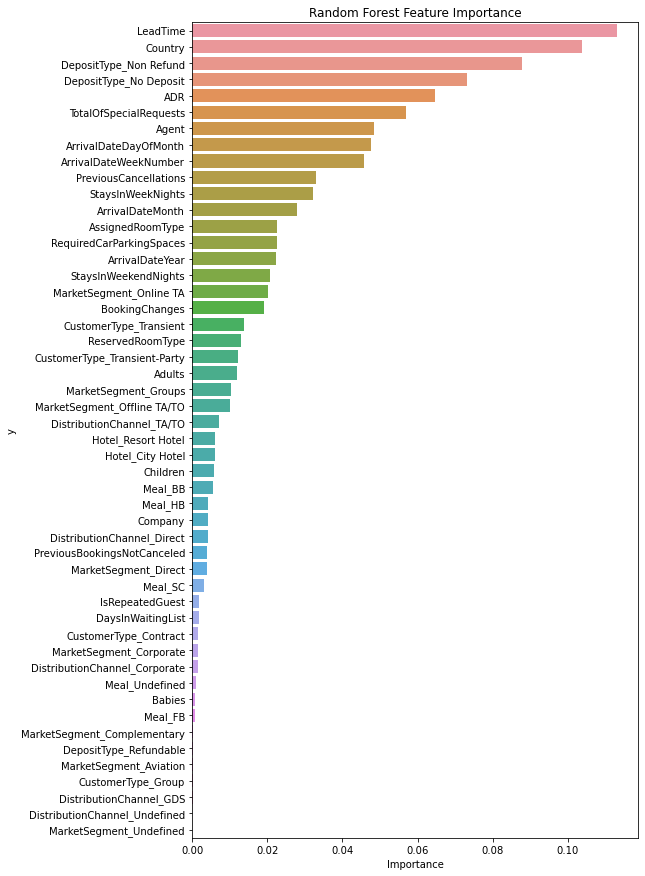 Random Forest Feature Importance
LeadTime
Country
DepositType_Non Refund
DepositType_No Deposit
ADR
TotalOfSpecialRequests
Agent
ArrivalDateDayOfMonth
ArrivalDateWeekNumber
PreviousCancellations
StaysInWeekNights
ArrivalDateMonth
AssignedRoomType
RequiredCarParkingSpaces
ArrivalDateYear
StaysInWeekendNights
MarketSegment_Online TA
BookingChanges
CustomerType_Transient
ReservedRoomType
CustomerType_Transient-Party
Adults
MarketSegment_Groups
MarketSegment_Offline TA/TO
DistributionChannel_TA/TO
Hotel_Resort Hotel
Hotel_City Hotel
Children
Meal_BB
Meal_HB
Company
DistributionChannel_Direct
PreviousBookingsNotCanceled
MarketSegment_Direct
Meal_SC
IsRepeatedGuest
DaysInWaitingList
CustomerType_Contract
MarketSegment_Corporate
DistributionChannel_Corporate
Meal_Undefined
Babies
Meal_FB
MarketSegment_Complementary
DepositType_Refundable
MarketSegment_Aviation
CustomerType_Group
DistributionChannel_GDS
DistributionChannel_Undefined
MarketSegment_Undefined
y
0.00 0.02 0.04 0.06 0.08 0.10
Importance